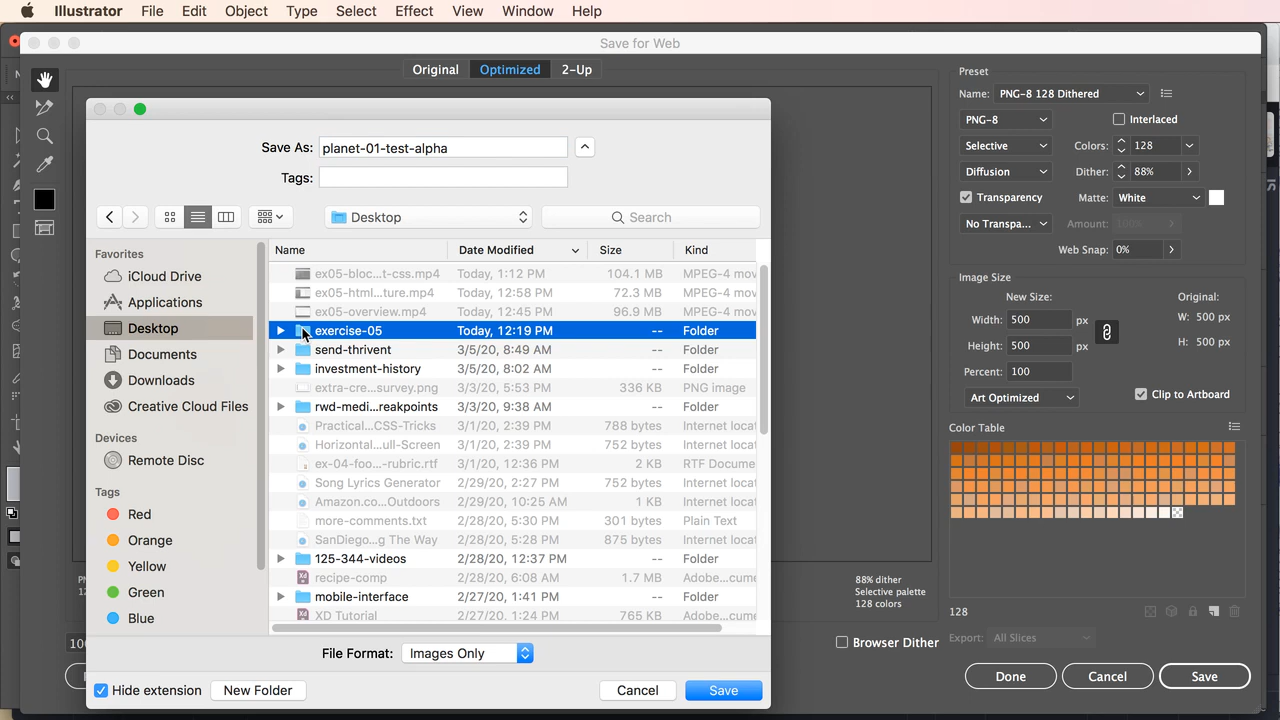 Illustrator File Edit Object Type Select Effect View Window Help
Save for Web
Original Optimized 2-Up
Preset
Name: PNG-8 128 Dithered
PNG-8 Interlaced
Selective Colors: 128
Diffusion Dither: 88%
Transparency Matte: White
No Transpa... Amount: 100%
Web Snap: 0%
Image Size
New Size: Original:
Width: 500 px W: 500 px
Height: 500 px H: 500 px
Percent: 100
Art Optimized Clip to Artboard
Color Table
128
Save As: planet-01-test-alpha
Tags:
Desktop Search
Favorites
iCloud Drive
Applications
Desktop
Documents
Downloads
Creative Cloud Files
Devices
Remote Disc
Tags
Red
Orange
Yellow
Green
Blue
Name Date Modified Size Kind
ex05-bloc...t-css.mp4 Today, 1:12 PM 104.1 MB MPEG-4 mov
ex05-html...ture.mp4 Today, 12:58 PM 72.3 MB MPEG-4 mov
ex05-overview.mp4 Today, 12:45 PM 96.9 MB MPEG-4 mov
exercise-05 Today, 12:19 PM -- Folder
send-thrivent 3/5/20, 8:49 AM -- Folder
investment-history 3/5/20, 8:02 AM -- Folder
extra-cre...survey.png 3/3/20, 5:53 PM 336 KB PNG image
rwd-medi...reakpoints 3/3/20, 9:38 AM -- Folder
Practical...CSS-Tricks 3/1/20, 2:39 PM 788 bytes Internet locat
Horizontal...ull-Screen 3/1/20, 2:39 PM 752 bytes Internet locat
ex-04-foo...-rubric.rtf 3/1/20, 12:36 PM 2 KB RTF Docume
Song Lyrics Generator 2/29/20, 2:27 PM 752 bytes Internet locat
Amazon.co...Outdoors 2/29/20, 10:25 AM 1 KB Internet locat
more-comments.txt 2/28/20, 5:30 PM 301 bytes Plain Text
SanDiego...g The Way 2/28/20, 5:28 PM 875 bytes Internet locat
125-344-videos 2/28/20, 12:37 PM -- Folder
recipe-comp 2/28/20, 6:08 AM 1.7 MB Adobe...cume
mobile-interface 2/27/20, 1:41 PM -- Folder
XD Tutorial 2/27/20, 1:24 PM 765 KB Adobe...cume
File Format: Images Only
Hide extension New Folder Cancel Save
88% dither
Selective palette
128 colors
Browser Dither Export: All Slices
Done Cancel Save